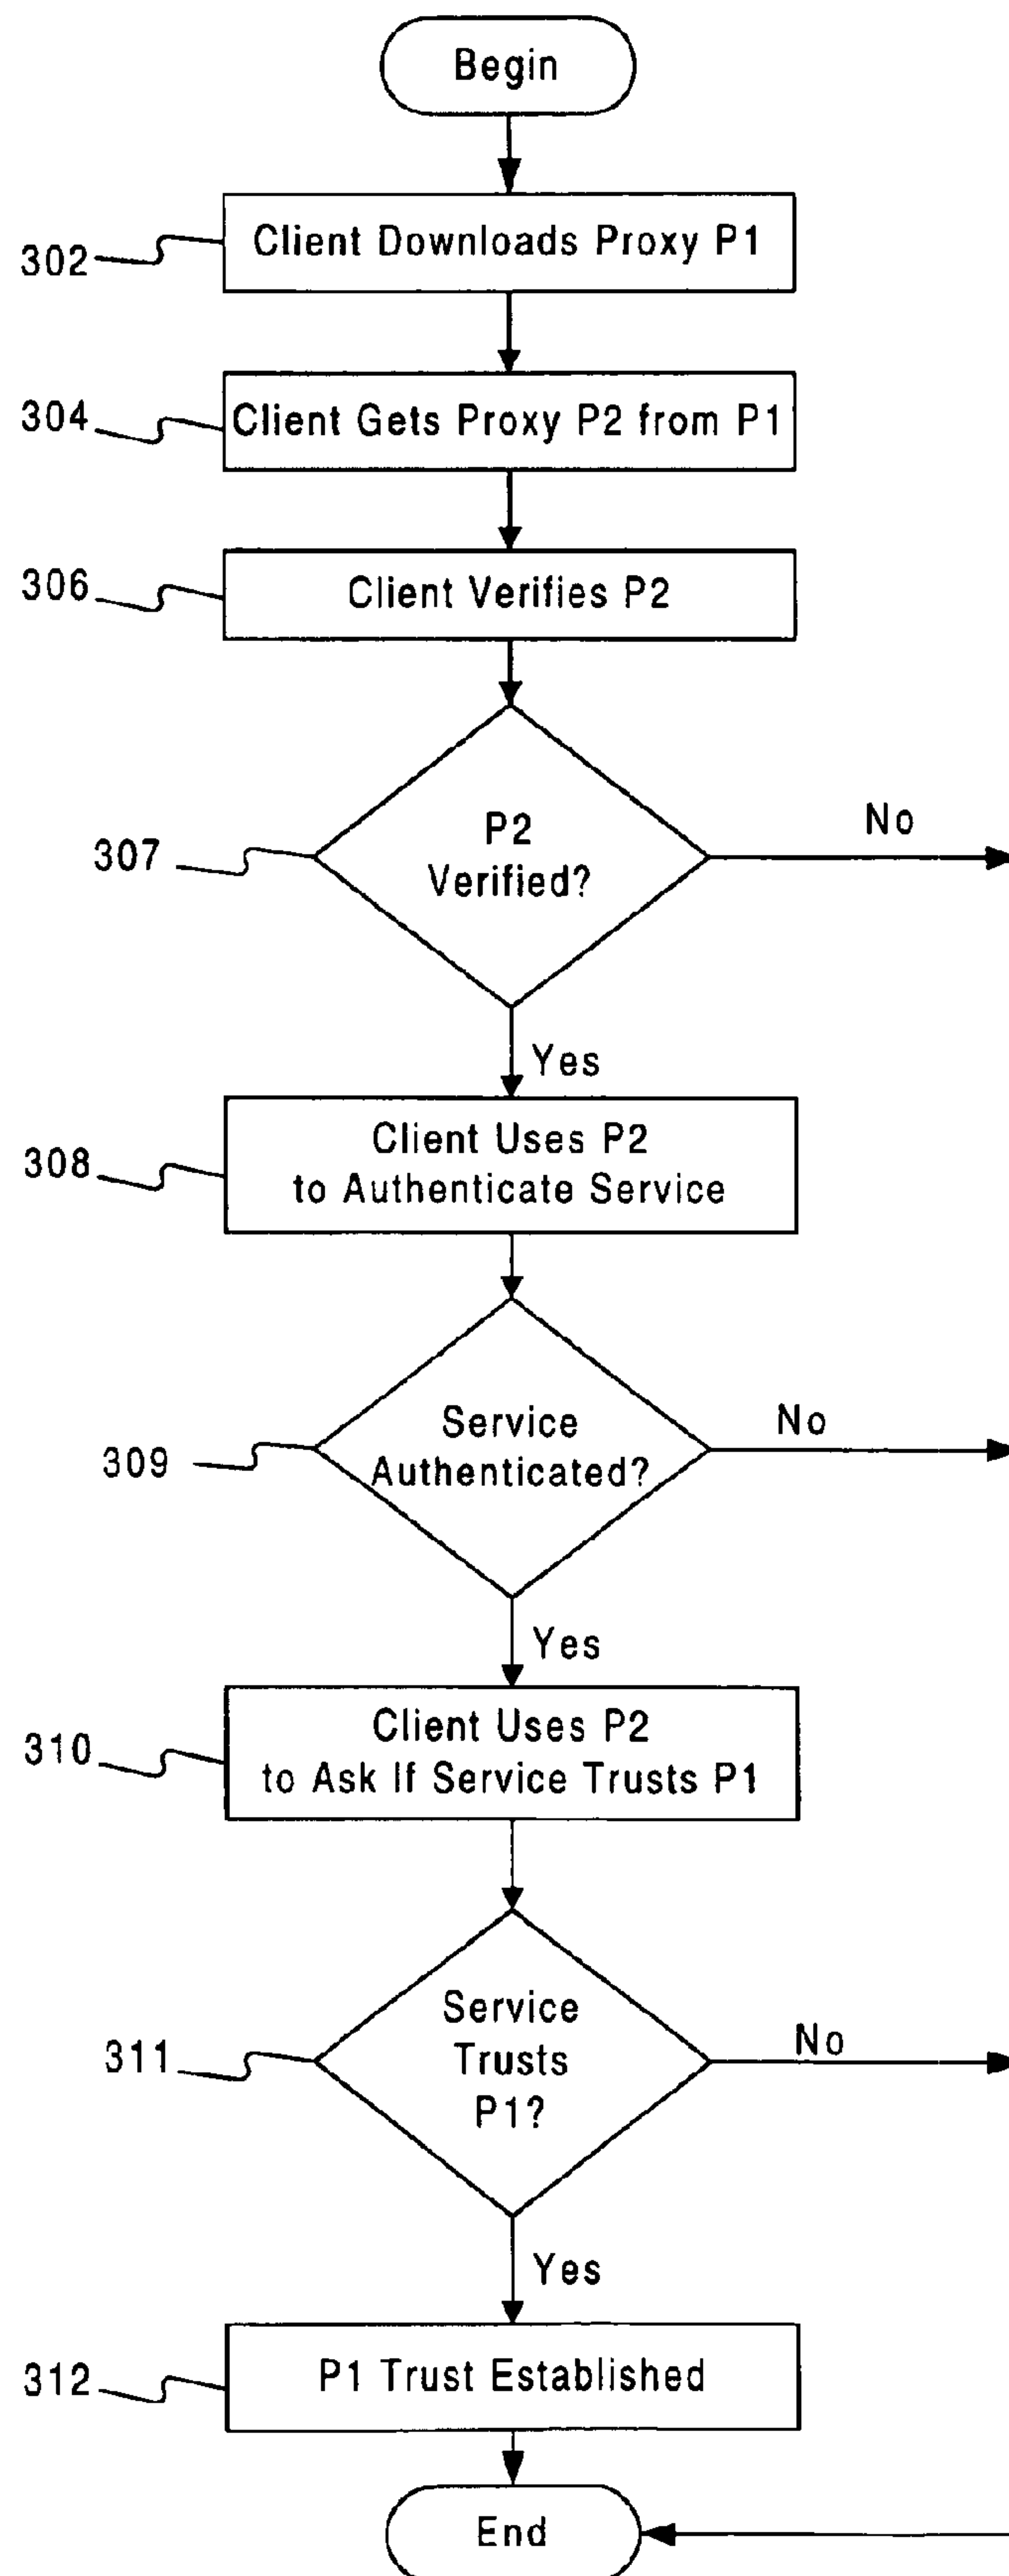 Begin
302
Client Downloads Proxy P1
304
Client Gets Proxy P2 from P1
306
Client Verifies P2
307
P2
Verified?
No
Yes
308
Client Uses P2
to Authenticate Service
309
Service
Authenticated?
No
Yes
310
Client Uses P2
to Ask If Service Trusts P1
311
Service
Trusts
P1?
No
Yes
312
P1 Trust Established
End